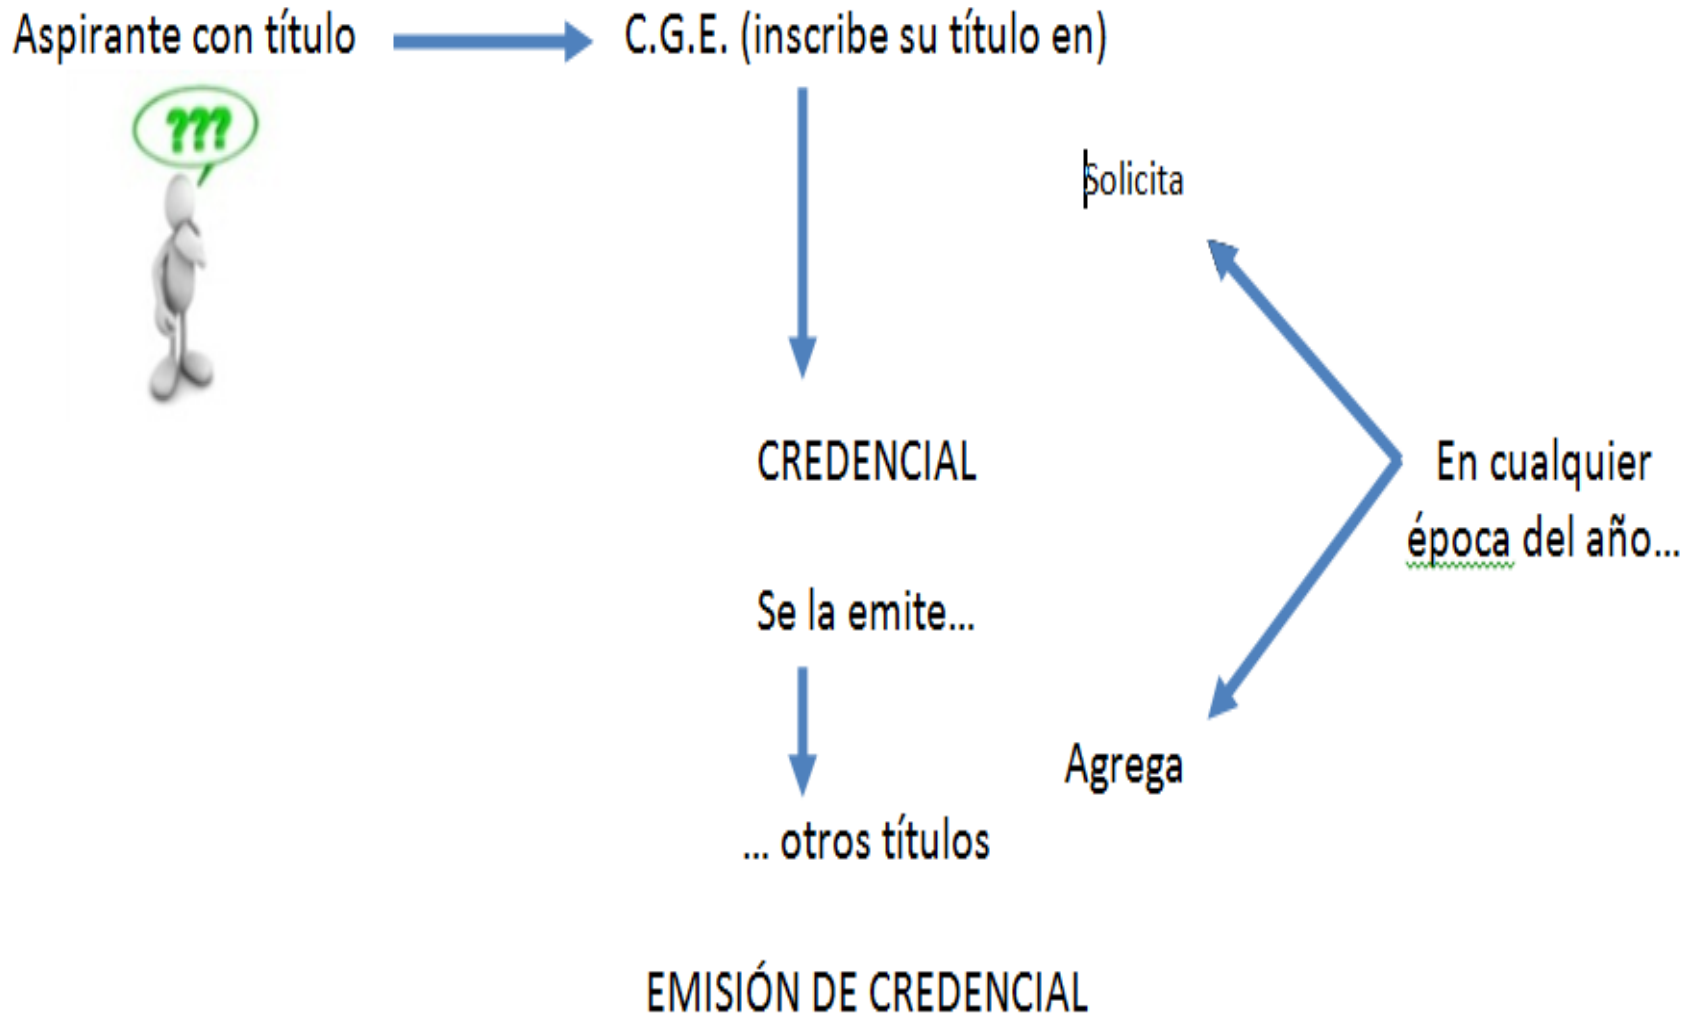 Aspirante con título
C.G.E. (inscribe su título en)
???
Solicita
CREDENCIAL
En cualquier
época del año...
Se la emite...
Agrega
... otros títulos
EMISIÓN DE CREDENCIAL